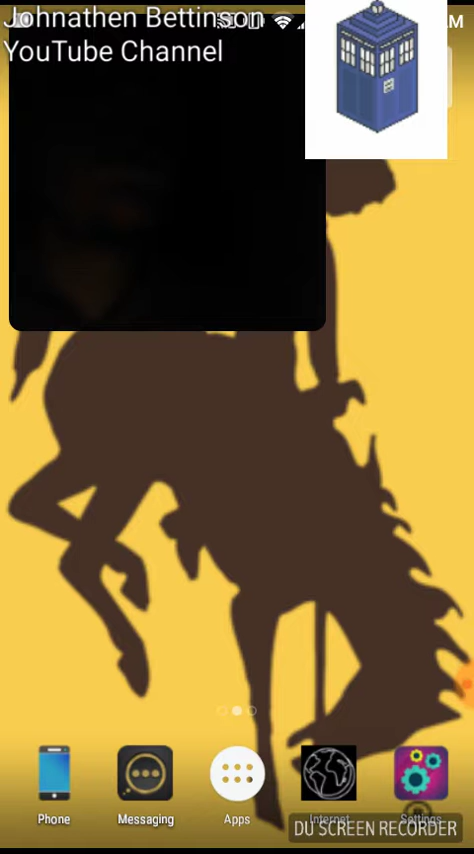 Johnathen Bettinson
M
YouTube Channel
Phone
Messaging
Apps
Internet
Settings
DU SCREEN RECORDER